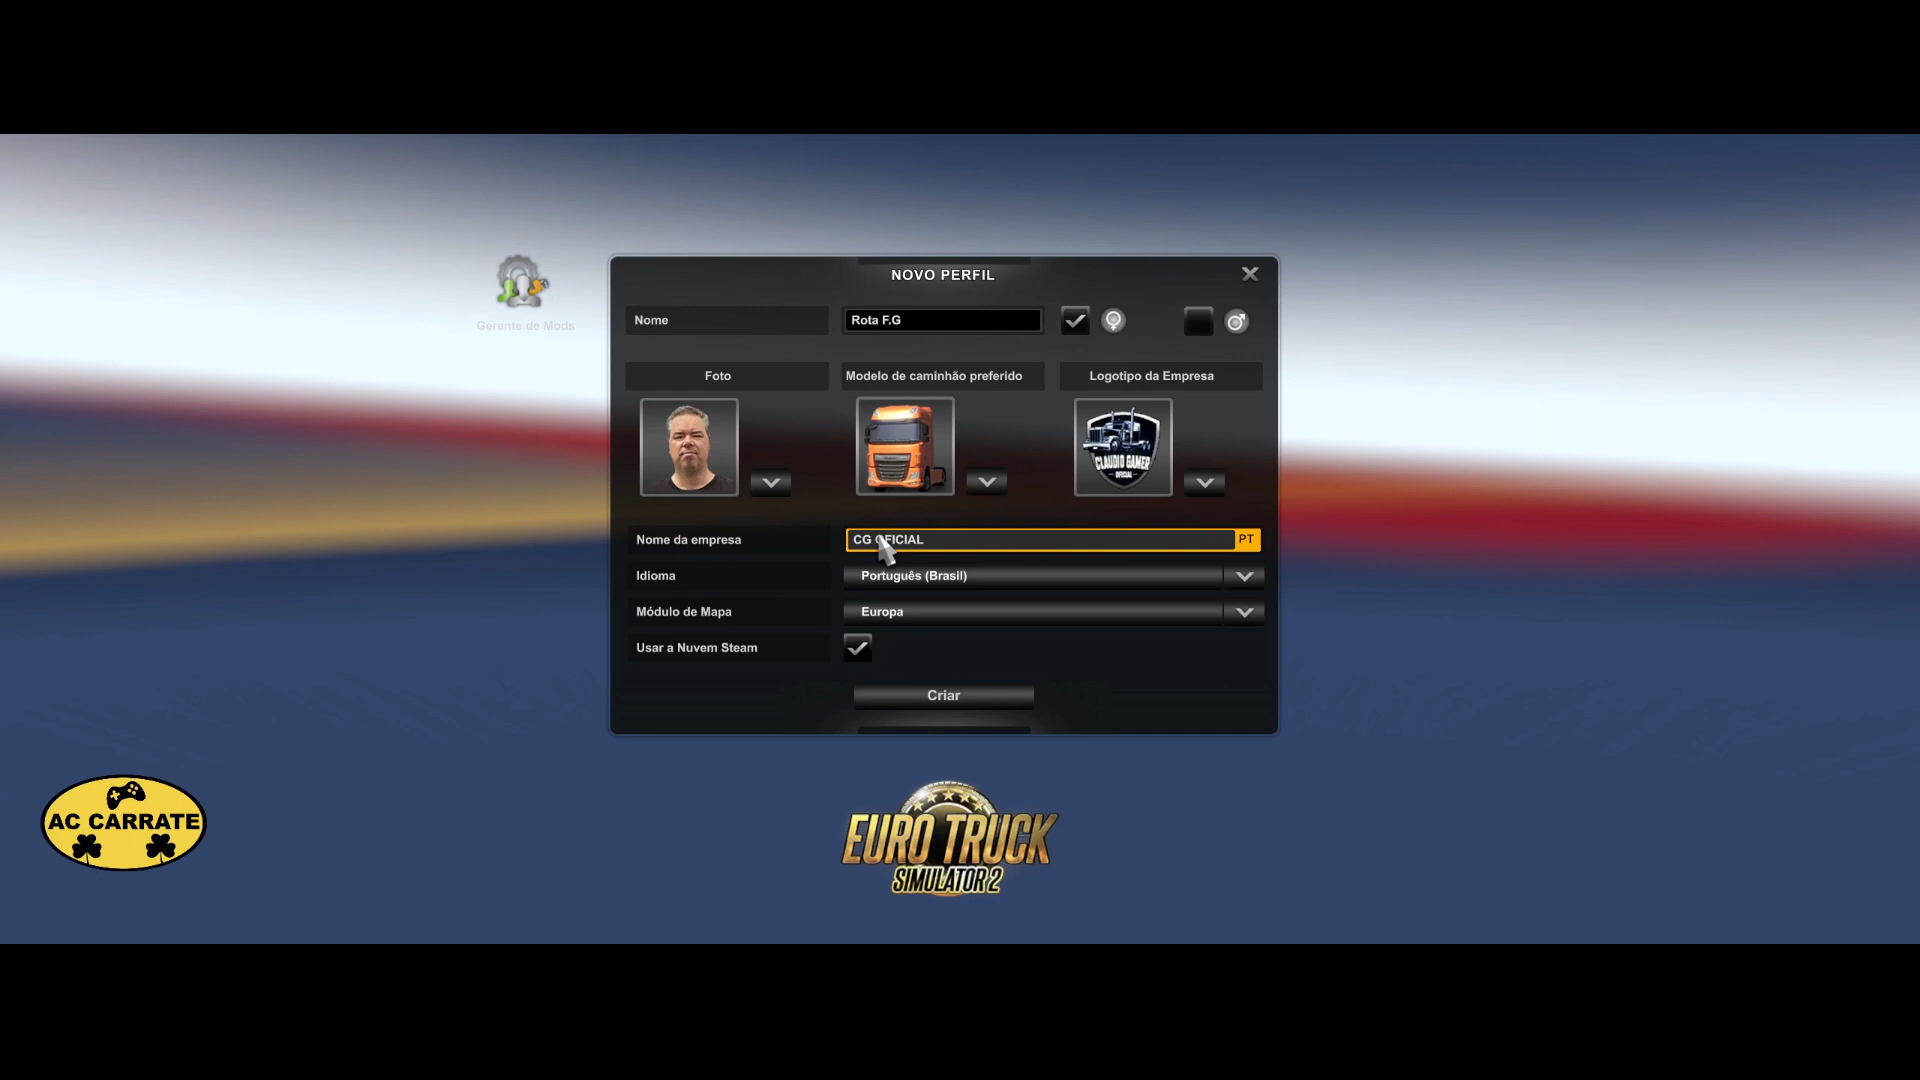 NOVO PERFIL
Gerente de Mods
Nome
Rota F.G
Foto
Modelo de caminhão preferido
Logotipo da Empresa
CLAUDIO GAMER
OFICIAL
Nome da empresa
CG OFICIAL
PT
Idioma
Português (Brasil)
Módulo de Mapa
Europa
Usar a Nuvem Steam
Criar
AC CARRATE
EURO TRUCK
SIMULATOR 2